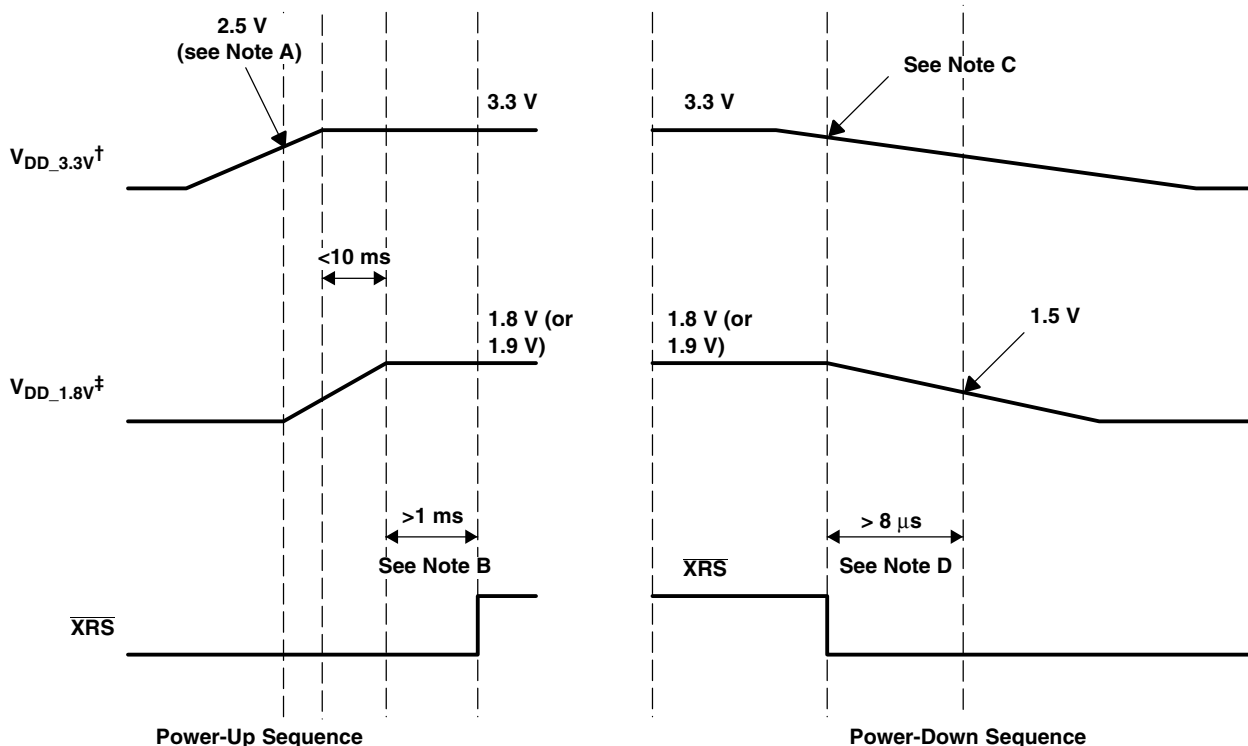 2.5 V
(see Note A)
See Note C
3.3 V
3.3 V
VDD_3.3V†
<10 ms
1.8 V (or
1.9 V)
1.8 V (or
1.9 V)
1.5 V
VDD_1.8V‡
>1 ms
See Note B
> 8 μs
See Note D
XRS
XRS
Power-Up Sequence
Power-Down Sequence